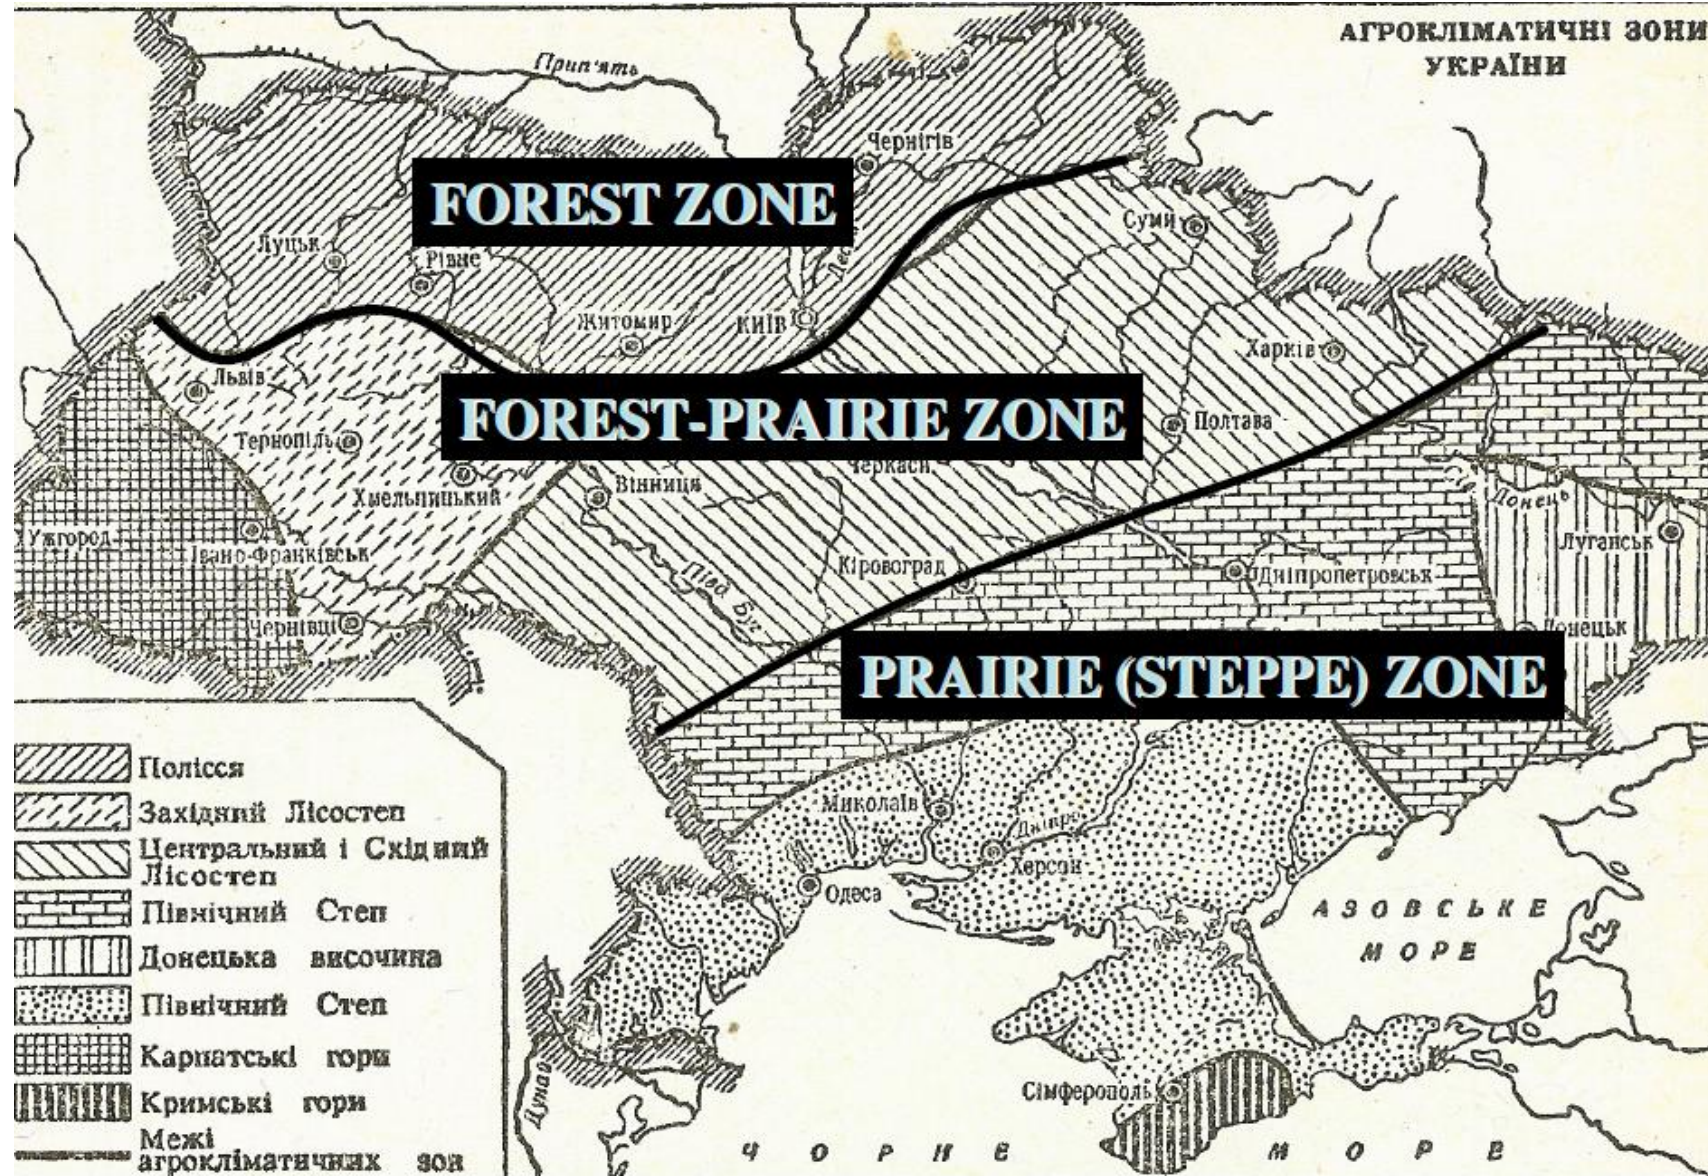 АГРОКЛІМАТИЧНІ ЗОНИ
УКРАЇНИ
Прип'ять
Чернігів
FOREST ZONE
Суми
Луцьк
Рівне
Житомир
КИЇВ
Харків
Львів
FOREST-PRAIRIE ZONE
Полтава
Тернопіль
Черкаси
Хмельницький
Вінниця
Донець
Ужгород
Івано-Франківськ
Луганськ
Кіровоград
Дніпропетровськ
Півд Буг
Чернівці
Донецьк
PRAIRIE (STEPPE) ZONE
Полісся
Західний Лісостеп
Центральний і Східний
Лісостеп
Північний Степ
Донецька височина
Північний Степ
Карпатські гори
Кримські гори
Межі
агрокліматичних зон
Миколаїв
Дніпро
Херсон
Одеса
АЗОВСЬКЕ
МОРЕ
Сімферополь
Дунай
ЧОРНЕ МОРЕ